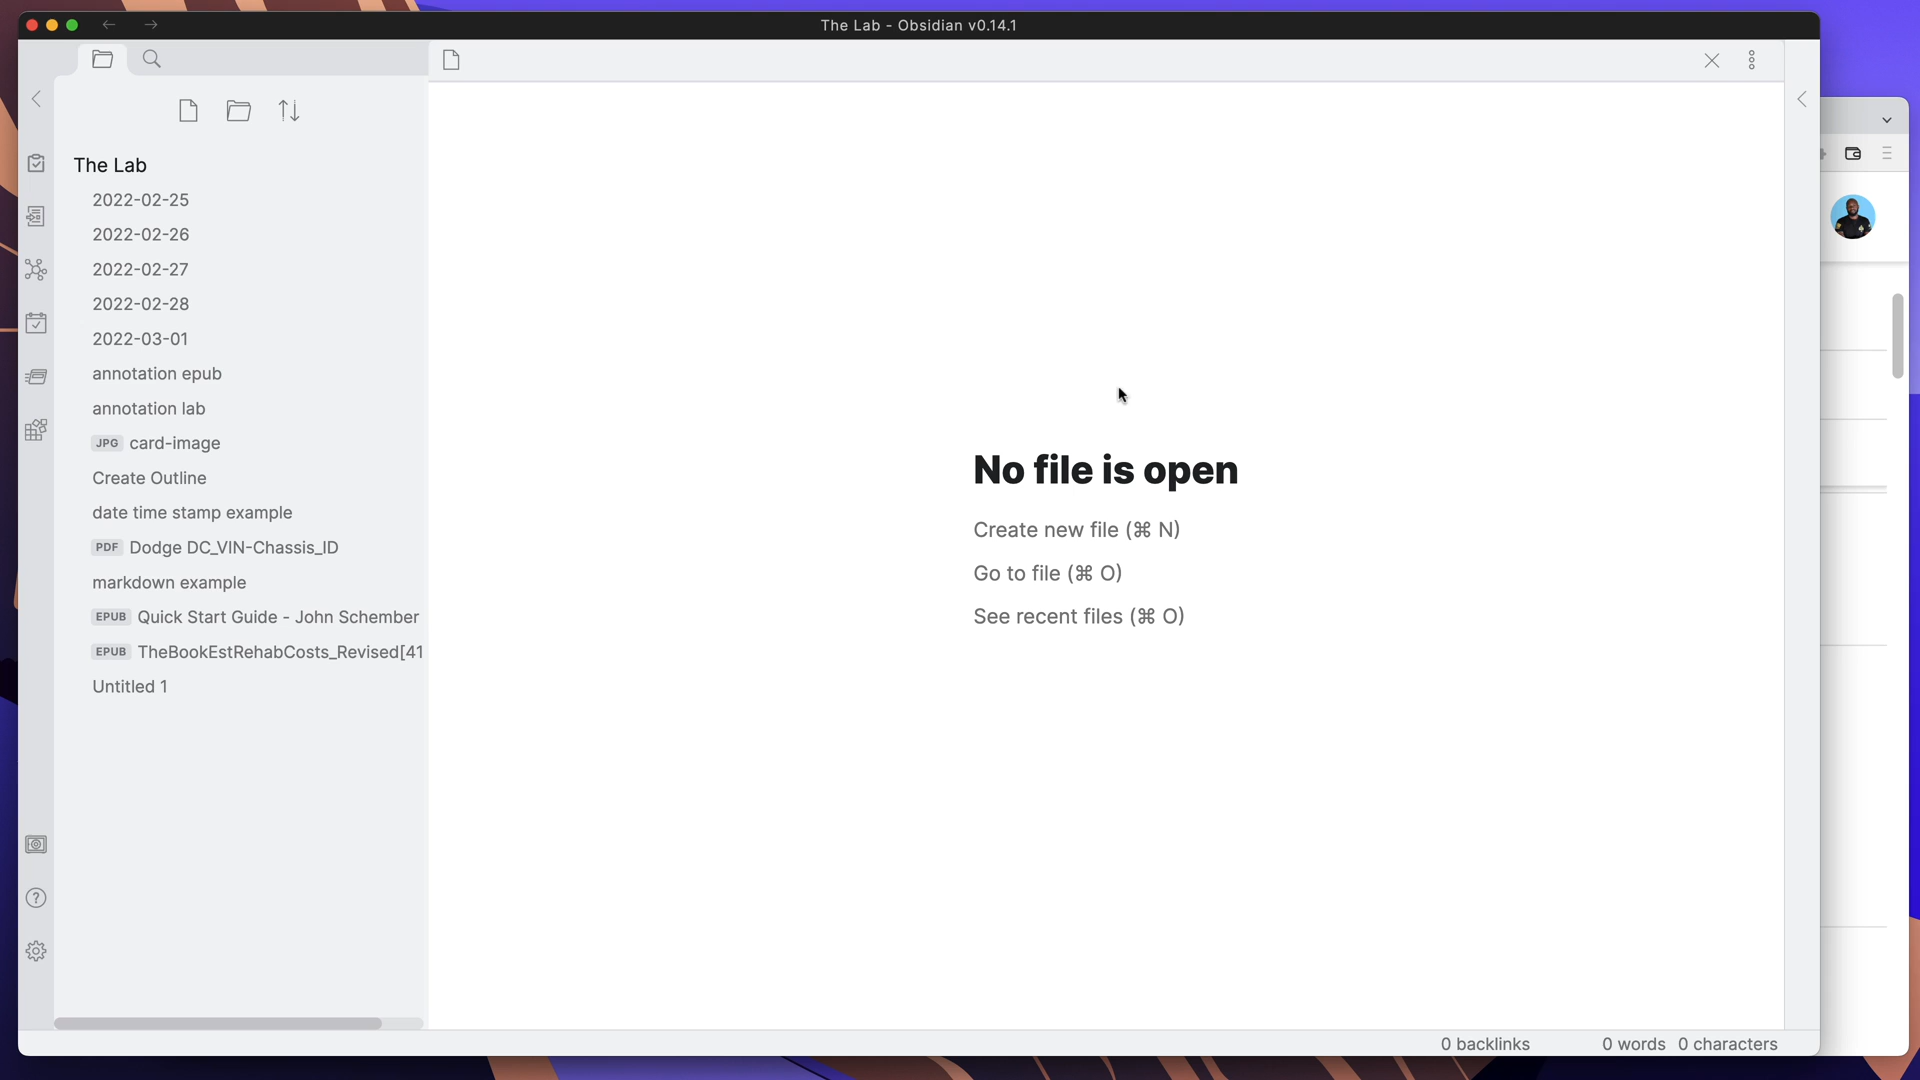 The Lab - Obsidian v0.14.1
The Lab
2022-02-25
2022-02-26
2022-02-27
2022-02-28
2022-03-01
annotation epub
annotation lab
JPG card-image
Create Outline
date time stamp example
PDF Dodge DC_VIN-Chassis_ID
markdown example
EPUB Quick Start Guide - John Schember
EPUB TheBookEstRehabCosts_Revised[41
Untitled 1
No file is open
Create new file (⌘ N)
Go to file (⌘ O)
See recent files (⌘ O)
0 backlinks 0 words 0 characters